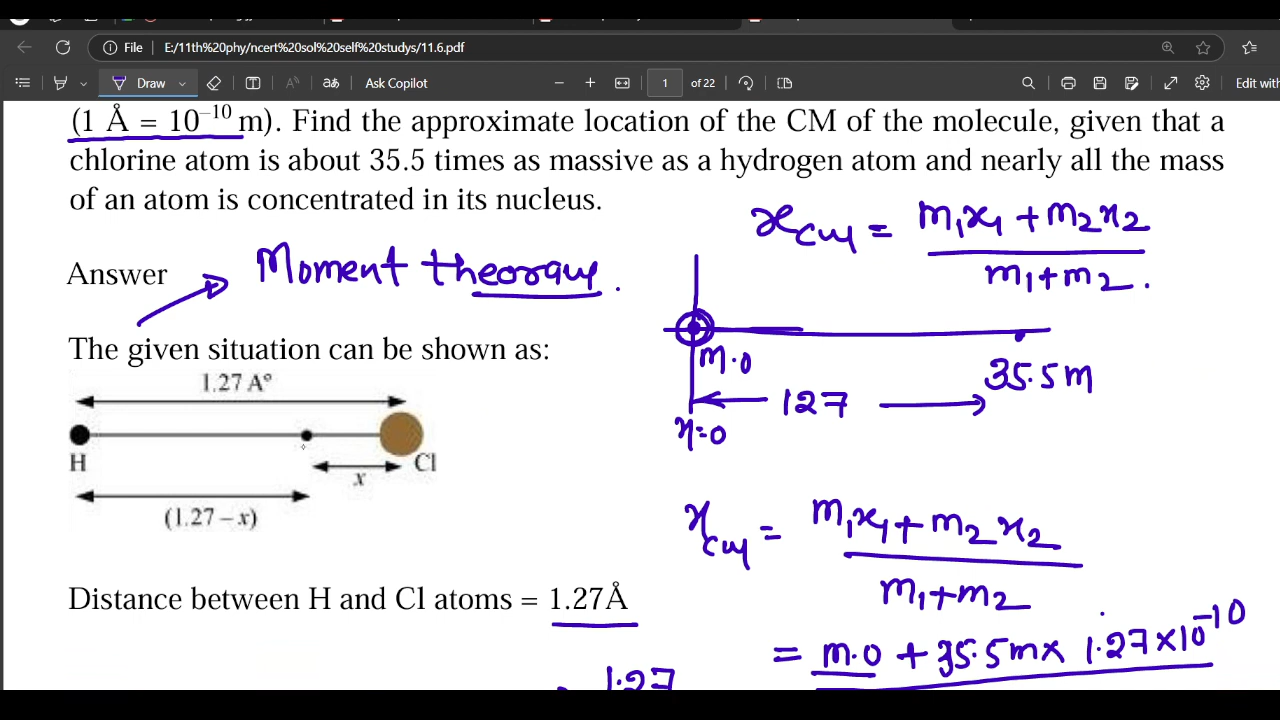 File E:/11th%20phy/ncert%20sol%20self%20studys/11.6.pdf
Draw Ask Copilot 1 of 22 Edit with
(1 Å = 10⁻¹⁰ m). Find the approximate location of the CM of the molecule, given that a
chlorine atom is about 35.5 times as massive as a hydrogen atom and nearly all the mass
of an atom is concentrated in its nucleus.
x_cm = m₁x₁ + m₂x₂
m₁+m₂.
Answer
Moment
The given situation can be shown as:
m.0
35.5m
127
x=0
1.27 A°
H
Cl
x
(1.27 – x)
x_cm = m₁x₁ + m₂ x₂
m₁+m₂
Distance between H and Cl atoms = 1.27Å
= m.0 + 35.5m× 1.27×10⁻¹⁰
1.27